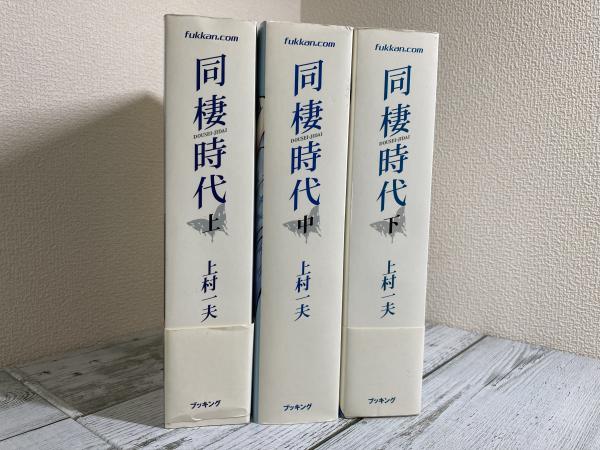 fukkan.com
同棲時代
DOUSEI-JIDAI
上
上村一夫
ブッキング
fukkan.com
同棲時代
DOUSEI-JIDAI
中
上村一夫
ブッキング
fukkan.com
同棲時代
DOUSEI-JIDAI
下
上村一夫
ブッキング